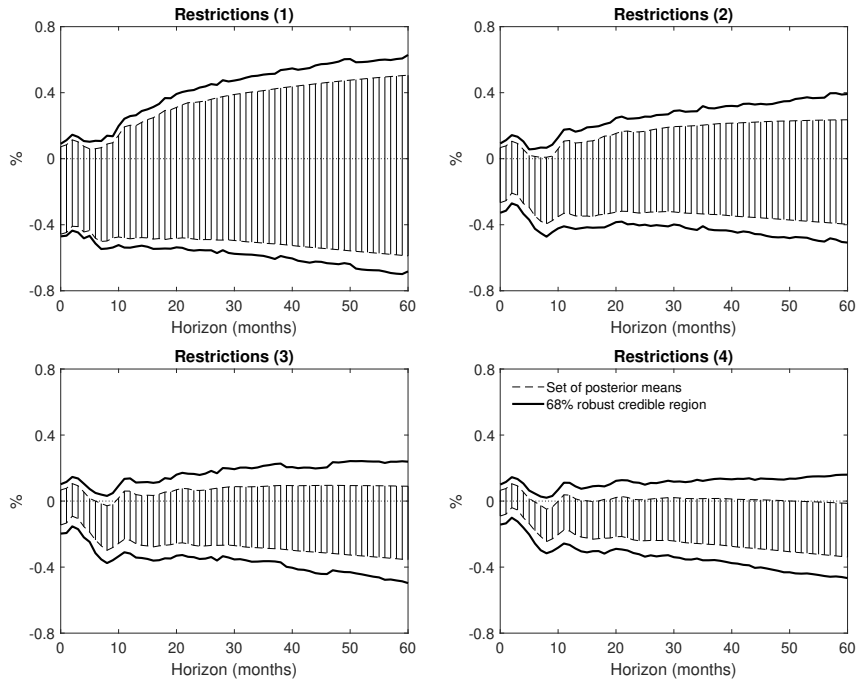 Restrictions (1)
0.8
0.4
0
-0.4
-0.8
%
0 10 20 30 40 50 60
Horizon (months)
Restrictions (2)
0.8
0.4
0
-0.4
-0.8
%
0 10 20 30 40 50 60
Horizon (months)
Restrictions (3)
0.8
0.4
0
-0.4
-0.8
%
0 10 20 30 40 50 60
Horizon (months)
Restrictions (4)
Set of posterior means
68% robust credible region
0.8
0.4
0
-0.4
-0.8
%
0 10 20 30 40 50 60
Horizon (months)